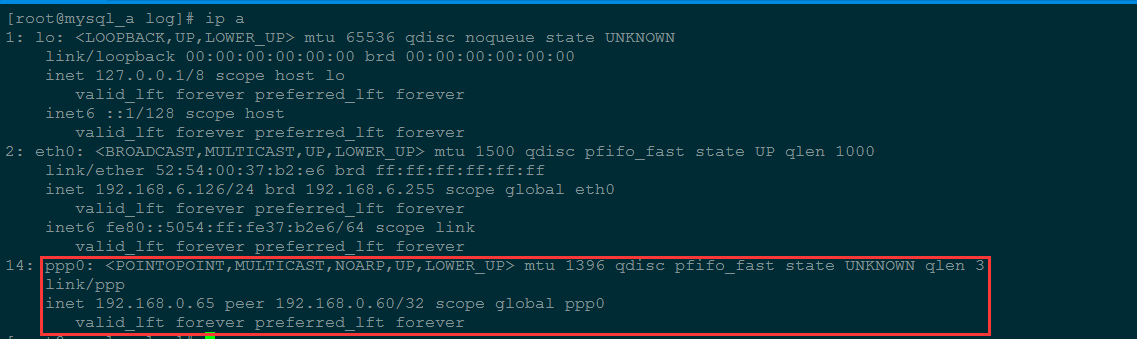 [root@mysql_a log]# ip a
1: lo: <LOOPBACK,UP,LOWER_UP> mtu 65536 qdisc noqueue state UNKNOWN
    link/loopback 00:00:00:00:00:00 brd 00:00:00:00:00:00
    inet 127.0.0.1/8 scope host lo
       valid_lft forever preferred_lft forever
    inet6 ::1/128 scope host
       valid_lft forever preferred_lft forever
2: eth0: <BROADCAST,MULTICAST,UP,LOWER_UP> mtu 1500 qdisc pfifo_fast state UP qlen 1000
    link/ether 52:54:00:37:b2:e6 brd ff:ff:ff:ff:ff:ff
    inet 192.168.6.126/24 brd 192.168.6.255 scope global eth0
       valid_lft forever preferred_lft forever
    inet6 fe80::5054:ff:fe37:b2e6/64 scope link
       valid_lft forever preferred_lft forever
14: ppp0: <POINTOPOINT,MULTICAST,NOARP,UP,LOWER_UP> mtu 1396 qdisc pfifo_fast state UNKNOWN qlen 3
    link/ppp
    inet 192.168.0.65 peer 192.168.0.60/32 scope global ppp0
       valid_lft forever preferred_lft forever